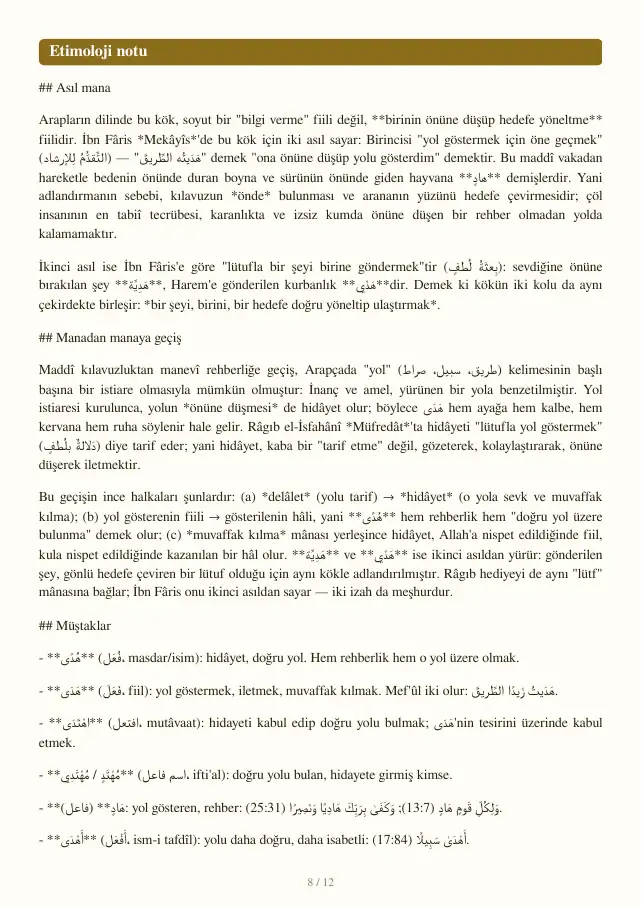 Etimoloji notu
## Asıl mana
Arapların dilinde bu kök, soyut bir "bilgi verme" fiili değil, **birinin önüne düşüp hedefe yöneltme**
fiilidir. İbn Fâris *Mekâyîs*'de bu kök için iki asıl sayar: Birincisi "yol göstermek için öne geçmek"
(التَّقدُّمُ لِلإرشاد) — "هَدَيتُه الطَّريقَ" demek "ona önüne düşüp yolu gösterdim" demektir. Bu maddî vakadan
hareketle bedenin önünde duran boyna ve sürünün önünde giden hayvana **هادٍ** demişlerdir. Yani
adlandırmanın sebebi, kılavuzun *önde* bulunması ve arananın yüzünü hedefe çevirmesidir; çöl
insanının en tabiî tecrübesi, karanlıkta ve izsiz kumda önüne düşen bir rehber olmadan yolda
kalamamaktır.
İkinci asıl ise İbn Fâris'e göre "lütufla bir şeyi birine göndermek"tir (بِعثَةُ لُطفٍ): sevdiğine önüne
bırakılan şey **هَدِيَّة**, Harem'e gönderilen kurbanlık **هَدْي**dir. Demek ki kökün iki kolu da aynı
çekirdekte birleşir: *bir şeyi, birini, bir hedefe doğru yöneltip ulaştırmak*.
## Manadan manaya geçiş
Maddî kılavuzluktan manevî rehberliğe geçiş, Arapçada "yol" (طريق، سبيل، صراط) kelimesinin başlı
başına bir istiare olmasıyla mümkün olmuştur: İnanç ve amel, yürünen bir yola benzetilmiştir. Yol
istiaresi kurulunca, yolun *önüne düşmesi* de hidâyet olur; böylece هَدَى hem ayağa hem kalbe, hem
kervana hem ruha söylenir hale gelir. Râgıb el-İsfahânî *Müfredât*'ta hidâyeti "lütufla yol göstermek"
(دَلالةٌ بِلُطفٍ) diye tarif eder; yani hidâyet, kaba bir "tarif etme" değil, gözeterek, kolaylaştırarak, önüne
düşerek iletmektir.
Bu geçişin ince halkaları şunlardır: (a) *delâlet* (yolu tarif) → *hidâyet* (o yola sevk ve muvaffak
kılma); (b) yol gösterenin fiili → gösterilenin hâli, yani **هُدًى** hem rehberlik hem "doğru yol üzere
bulunma" demek olur; (c) *muvaffak kılma* mânası yerleşince hidâyet, Allah'a nispet edildiğinde fiil,
kula nispet edildiğinde kazanılan bir hâl olur. **هَدِيَّة** ve **هَدْي** ise ikinci asıldan yürür: gönderilen
şey, gönlü hedefe çeviren bir lütuf olduğu için aynı kökle adlandırılmıştır. Râgıb hediyeyi de aynı "lütf"
mânasına bağlar; İbn Fâris onu ikinci asıldan sayar — iki izah da meşhurdur.
## Müştaklar
- **هُدًى** (فُعَل، masdar/isim): hidâyet, doğru yol. Hem rehberlik hem o yol üzere olmak.
- **هَدَى** (فَعَلَ، fiil): yol göstermek, iletmek, muvaffak kılmak. Mef'ûl iki olur: هَدَيتُ زَيدًا الطَّريقَ.
- **اهْتَدَى** (افتعل، mutâvaat): hidayeti kabul edip doğru yolu bulmak; هَدَى'nin tesirini üzerinde kabul
etmek.
- **مُهْتَدٍ / مُهْتَدِي** (اسم فاعل، ifti'al): doğru yolu bulan, hidayete girmiş kimse.
- **هَادٍ** (فاعل): yol gösteren, rehber: وَلِكُلِّ قَومٍ هَادٍ (13:7); وَكَفَىٰ بِرَبِّكَ هَادِيًا وَنَصِيرًا (25:31).
- **أَهْدَى** (أَفْعَل، ism-i tafdîl): yolu daha doğru, daha isabetli: أَهْدَىٰ سَبِيلًا (17:84).
8 / 12